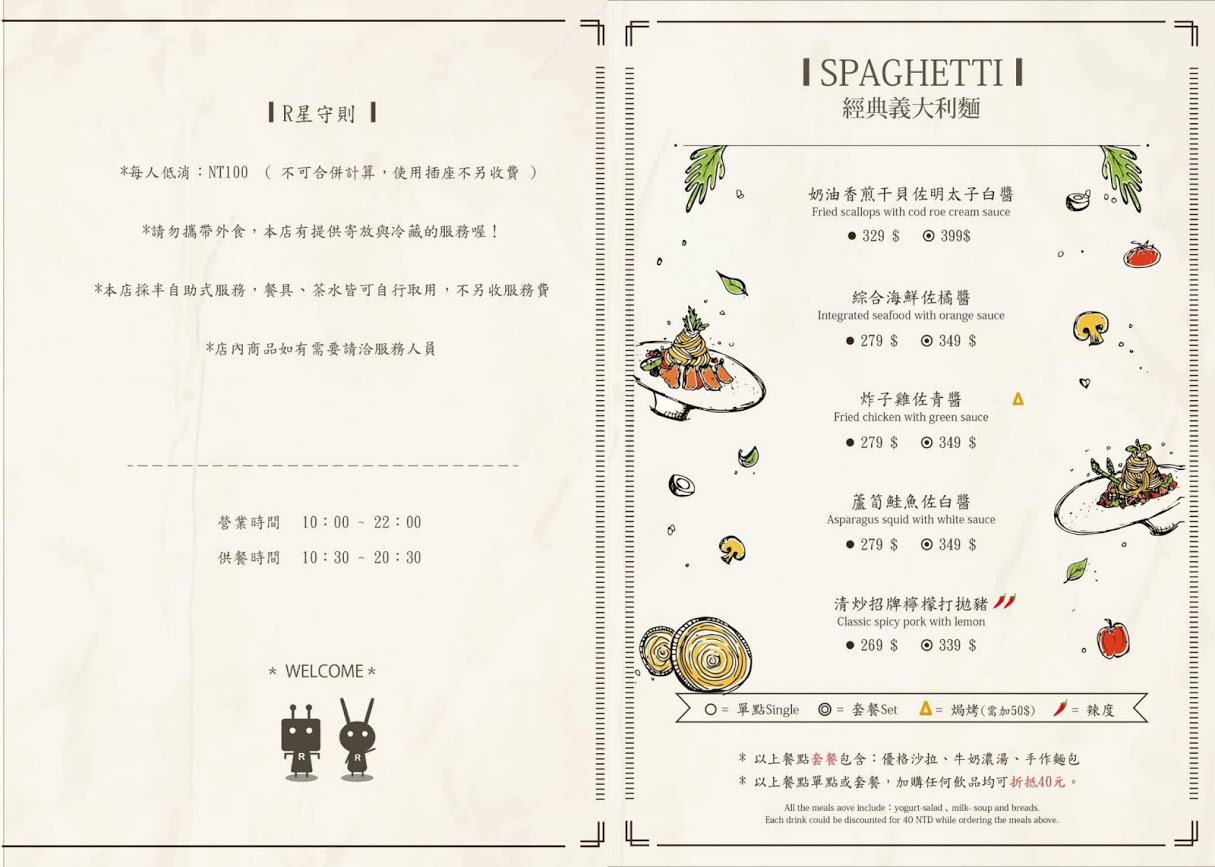 R星守則
*每人低消：NT100 （ 不可合併計算，使用插座不另收費 ）
*請勿攜帶外食，本店有提供寄放與冷藏的服務喔！
*本店採半自助式服務，餐具、茶水皆可自行取用，不另收服務費
*店內商品如有需要請洽服務人員
營業時間 10：00 ~ 22：00
供餐時間 10：30 ~ 20：30
* WELCOME *
R
R
SPAGHETTI
經典義大利麵
奶油香煎干貝佐明太子白醬
Fried scallops with cod roe cream sauce
● 329 $ ◉ 399$
綜合海鮮佐橘醬
Integrated seafood with orange sauce
● 279 $ ◉ 349 $
炸子雞佐青醬
Fried chicken with green sauce
● 279 $ ◉ 349 $
蘆筍鮭魚佐白醬
Asparagus squid with white sauce
● 279 $ ◉ 349 $
清炒招牌檸檬打拋豬
Classic spicy pork with lemon
● 269 $ ◉ 339 $
○ = 單點Single ◎ = 套餐Set △ = 焗烤(需加50$) = 辣度
* 以上餐點套餐包含：優格沙拉、牛奶濃湯、手作麵包
* 以上餐點單點或套餐，加購任何飲品均可折抵40元。
All the meals aove include：yogurt-salad 、milk- soup and breads.
Each drink could be discounted for 40 NTD while ordering the meals above.